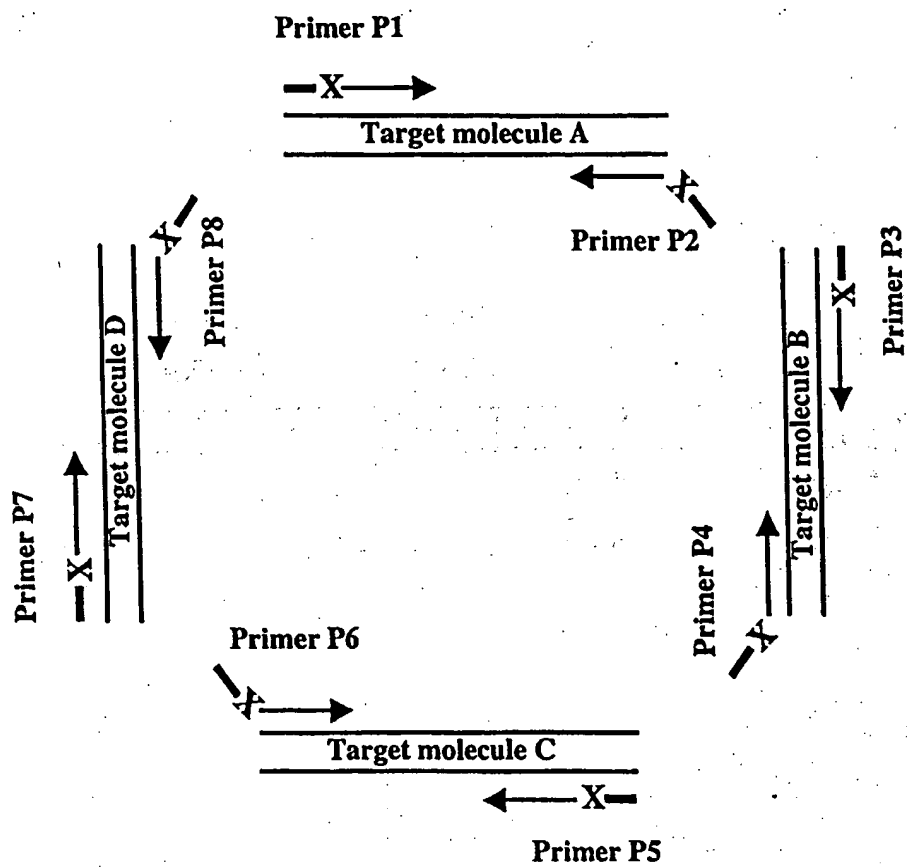 Primer P1
X
Target molecule A
X
Primer P2
Primer P3
X
Target molecule B
Primer P4
X
X
Primer P8
Target molecule D
Primer P7
X
Primer P6
X
Target molecule C
X
Primer P5